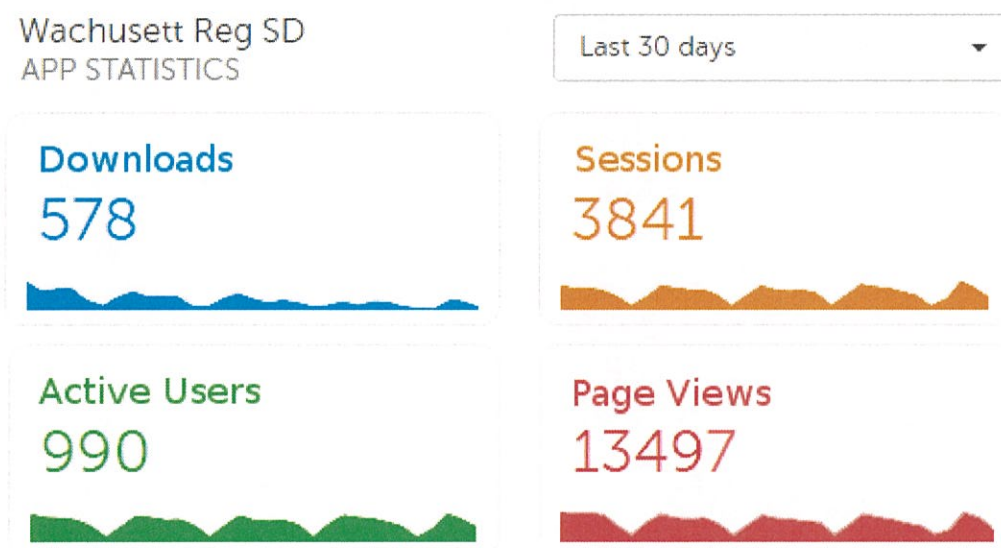 Wachusett Reg SD
APP STATISTICS
Last 30 days
Downloads
578
Sessions
3841
Active Users
990
Page Views
13497